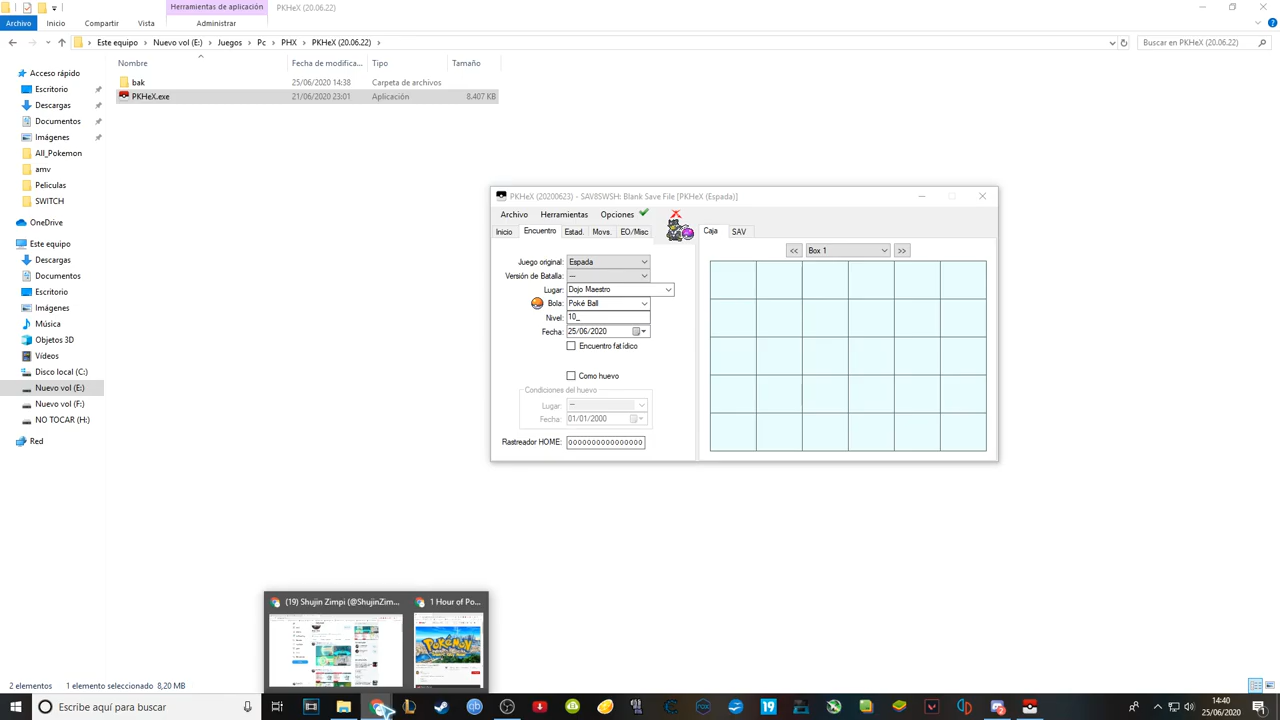 Archivo
Inicio
Compartir
Vista
Herramientas de aplicación
Administrar
PKHeX (20.06.22)
Este equipo > Nuevo vol (E:) > Juegos > Pc > PHX > PKHeX (20.06.22)
Buscar en PKHeX (20.06.22)
Acceso rápido
Escritorio
Descargas
Documentos
Imágenes
All_Pokemon
amv
Peliculas
SWITCH
OneDrive
Este equipo
Descargas
Documentos
Escritorio
Imágenes
Música
Objetos 3D
Vídeos
Disco local (C:)
Nuevo vol (E:)
Nuevo vol (F:)
NO TOCAR (H:)
Red
Nombre Fecha de modifica... Tipo Tamaño
bak 25/06/2020 14:38 Carpeta de archivos
PKHeX.exe 21/06/2020 23:01 Aplicación 8.407 KB
PKHeX (20200623) - SAV8SWSH: Blank Save File [PKHeX (Espada)]
Archivo Herramientas Opciones
Inicio Encuentro Estad. Movs. EO/Misc
Juego original: Espada
Versión de Batalla: ---
Lugar: Dojo Maestro
Bola: Poké Ball
Nivel: 10_
Fecha: 25/06/2020
Encuentro fatídico
Como huevo
Condiciones del huevo
Lugar: ---
Fecha: 01/01/2000
Rastreador HOME: 0000000000000000
Caja SAV
<< Box 1 >>
(19) Shujin Zimpi (@ShujinZim...
1 Hour of Po...
2 elementos 1 elemento seleccionado 8,20 MB
Escribe aquí para buscar
14:40
25/06/2020